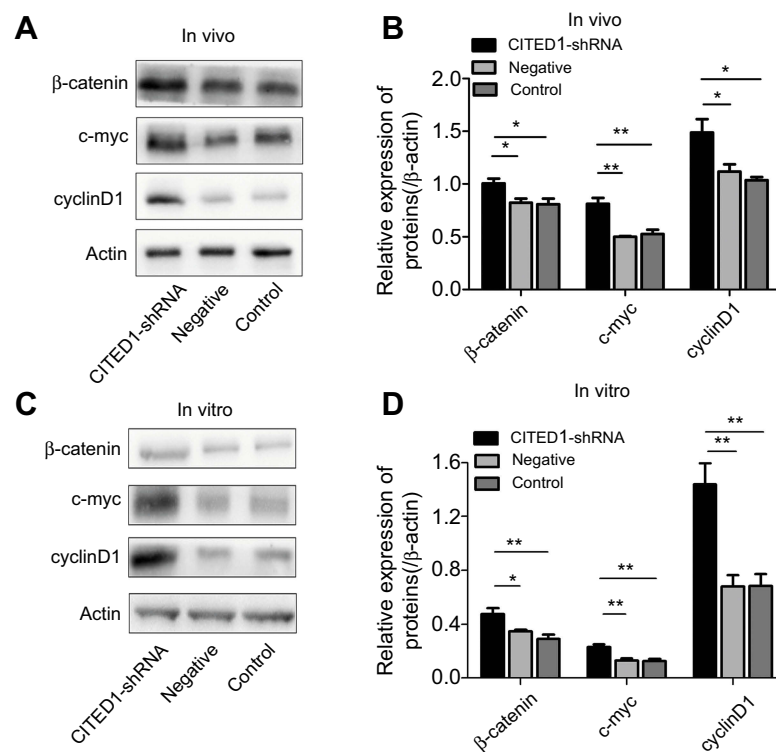 A
In vivo
β-catenin
c-myc
cyclinD1
Actin
CITED1-shRNA
Negative
Control
B
In vivo
CITED1-shRNA
Negative
Control
Relative expression of
proteins(/β-actin)
2.0
1.5
1.0
0.5
0.0
*
*
**
**
*
*
β-catenin
c-myc
cyclinD1
C
In vitro
β-catenin
c-myc
cyclinD1
Actin
CITED1-shRNA
Negative
Control
D
In vitro
CITED1-shRNA
Negative
Control
Relative expression of
proteins(/β-actin)
1.6
1.2
0.8
0.4
0.0
**
*
**
**
**
**
β-catenin
c-myc
cyclinD1